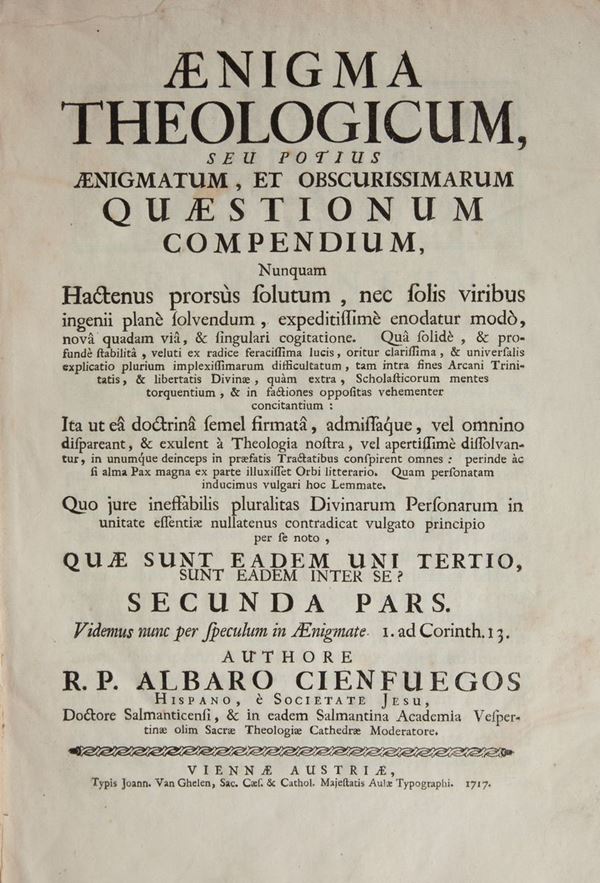 ÆNIGMA
THEOLOGICUM,
SEU POTIUS
ÆNIGMATUM, ET OBSCURISSIMARUM
QUÆSTIONUM
COMPENDIUM,
Nunquam
Hactenus prorsùs ſolutum, nec ſolis viribus
ingenii planè ſolvendum, expeditiſſimè enodatur modò,
novâ quadam viâ, & ſingulari cogitatione. Quâ ſolidè, & pro-
fundè ſtabilitâ, veluti ex radice feraciſſima lucis, oritur clariſſima, & univerſalis
explicatio plurium implexiſſimarum difficultatum, tam intra fines Arcani Trini-
tatis, & libertatis Divinæ, quàm extra, Scholaſticorum mentes
torquentium, & in factiones oppoſitas vehementer
concitantium:
Ita ut eâ doctrinâ ſemel firmatâ, admiſſaque, vel omnino
diſpareant, & exulent à Theologia noſtra, vel apertiſſimè diſſolvan-
tur, in unumque deinceps in præfatis Tractatibus conſpirent omnes: perinde àc
ſi alma Pax magna ex parte illuxiſſet Orbi litterario. Quam perſonatam
inducimus vulgari hoc Lemmate.
Quo jure ineffabilis pluralitas Divinarum Perſonarum in
unitate eſſentiæ nullatenus contradicat vulgato principio
per ſe noto,
QUÆ SUNT EADEM UNI TERTIO,
SUNT EADEM INTER SE?
SECUNDA PARS.
Videmus nunc per ſpeculum in Ænigmate. 1. ad Corinth. 13.
AUTHORE
R. P. ALBARO CIENFUEGOS
HISPANO, è SOCIETATE JESU,
Doctore Salmanticenſi, & in eadem Salmantina Academia Veſper-
tinæ olim Sacræ Theologiæ Cathedræ Moderatore.
VIENNÆ AUSTRIÆ,
Typis Joann. Van Ghelen, Sac. Cæſ. & Cathol. Majeſtatis Aulæ Typographi. 1717.